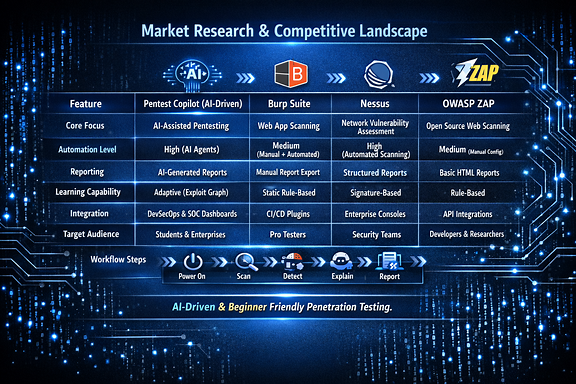 Market Research & Competitive Landscape
AI
B
ZAP
Feature
Pentest Copilot (AI-Driven)
Burp Suite
Nessus
OWASP ZAP
Core Focus
AI-Assisted Pentesting
Web App Scanning
Network Vulnerability
Assessment
Open Source Web Scanning
Automation Level
High (AI Agents)
Medium
(Manual + Automated)
High
(Automated Scanning)
Medium (Manual Config)
Reporting
AI-Generated Reports
Manual Report Export
Structured Reports
Basic HTML Reports
Learning Capability
Adaptive (Exploit Graph)
Static Rule-Based
Signature-Based
Rule-Based
Integration
DevSecOps & SOC Dashboards
CI/CD Plugins
Enterprise Consoles
API Integrations
Target Audience
Students & Enterprises
Pro Testers
Security Teams
Developers & Researchers
Workflow Steps
Power On
Scan
Detect
Explain
Report
AI-Driven & Beginner Friendly Penetration Testing.